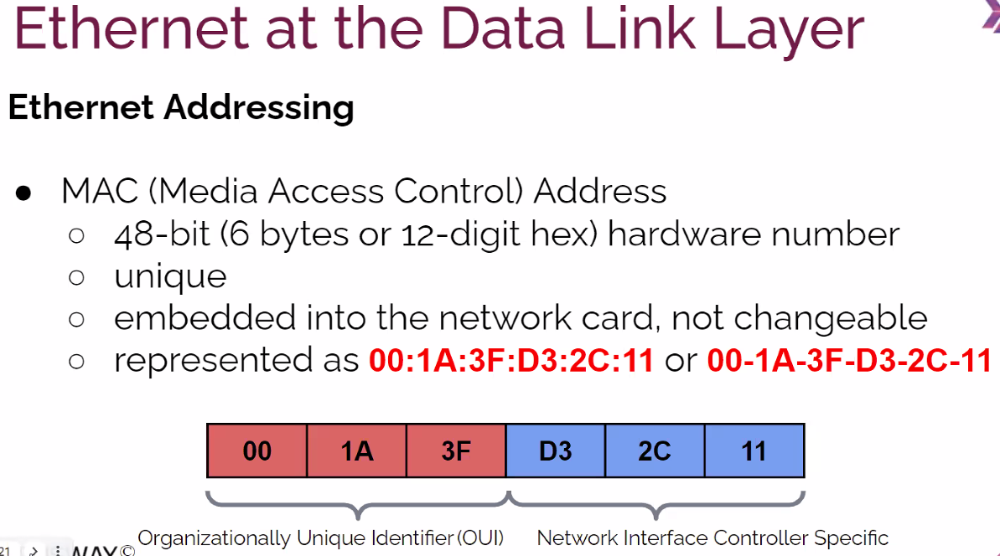 Ethernet at the Data Link Layer
Ethernet Addressing
● MAC (Media Access Control) Address
○ 48-bit (6 bytes or 12-digit hex) hardware number
○ unique
○ embedded into the network card, not changeable
○ represented as 00:1A:3F:D3:2C:11 or 00-1A-3F-D3-2C-11
00 1A 3F D3 2C 11
Organizationally Unique Identifier (OUI) Network Interface Controller Specific
21 WAY©